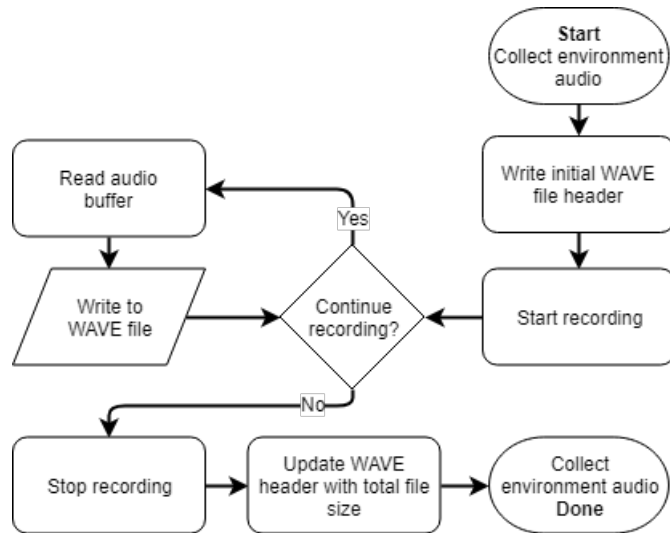 Start
Collect environment
audio
Write initial WAVE
file header
Start recording
Continue
recording?
Yes
Read audio
buffer
Write to
WAVE file
No
Stop recording
Update WAVE
header with total file
size
Collect
environment audio
Done